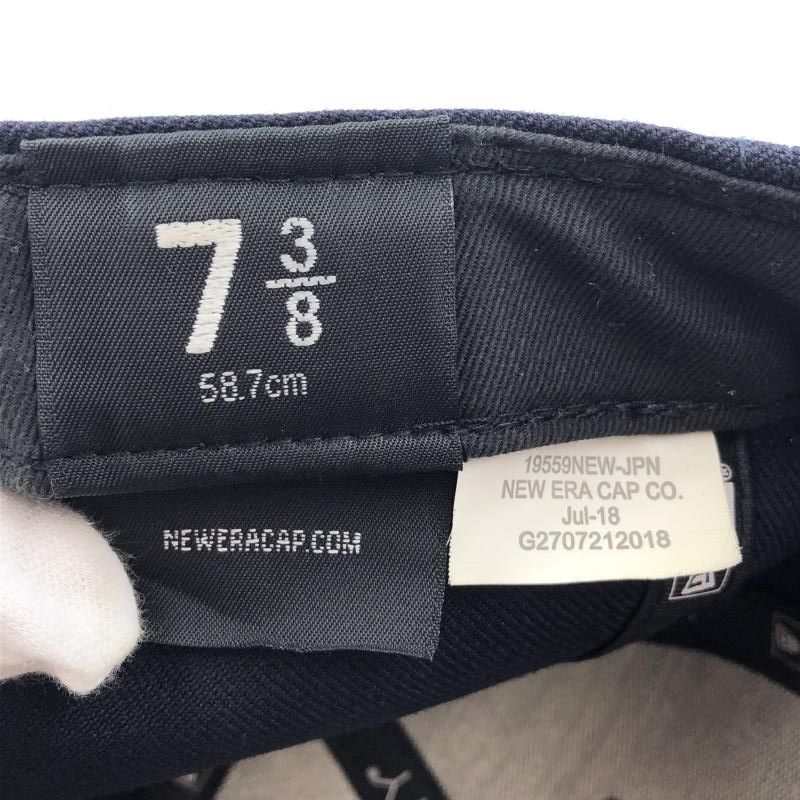 7 3/8
58.7cm
NEWERACAP.COM
19559NEW-JPN
NEW ERA CAP CO.
Jul-18
G2707212018